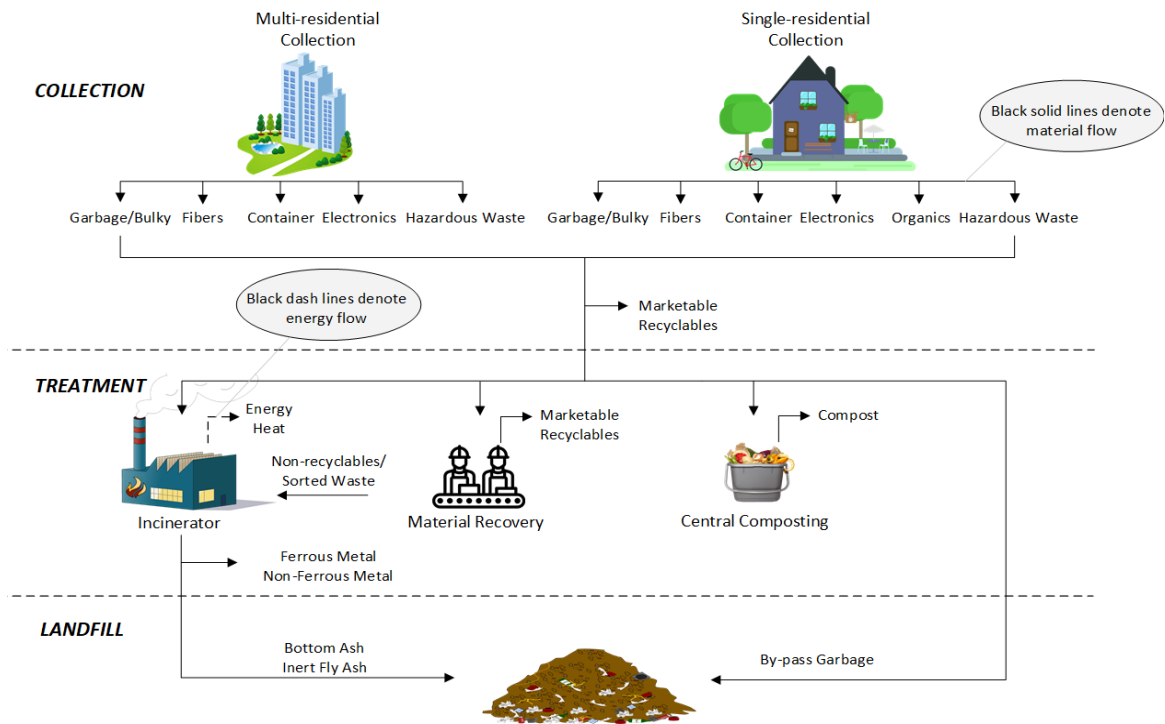 Multi-residential
Collection
Single-residential
Collection
COLLECTION
Black solid lines denote
material flow
Garbage/Bulky
Fibers
Container
Electronics
Hazardous Waste
Garbage/Bulky
Fibers
Container
Electronics
Organics
Hazardous Waste
Black dash lines denote
energy flow
Marketable
Recyclables
TREATMENT
Energy
Heat
Marketable
Recyclables
Compost
Non-recyclables/
Sorted Waste
Incinerator
Material Recovery
Central Composting
Ferrous Metal
Non-Ferrous Metal
LANDFILL
Bottom Ash
Inert Fly Ash
By-pass Garbage